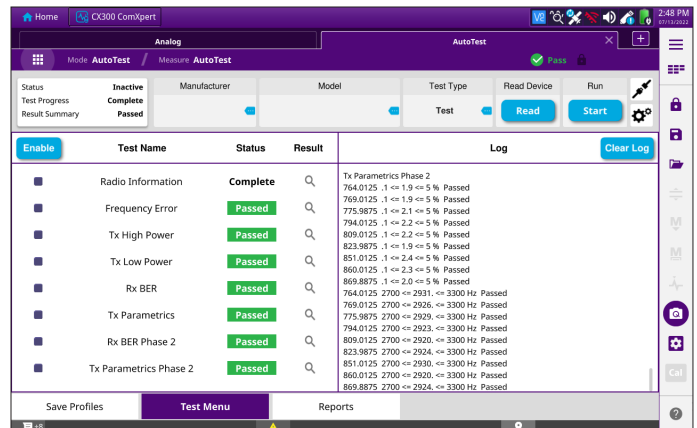 Home
CX300 ComXpert
V2
2:48 PM
07/13/2022
Analog
AutoTest
Mode AutoTest / Measure AutoTest
Pass
Status Inactive
Test Progress Complete
Result Summary Passed
Manufacturer
Model
Test Type
Test
Read Device
Read
Run
Start
Enable
Test Name
Status
Result
Log
Clear Log
Radio Information Complete
Frequency Error Passed
Tx High Power Passed
Tx Low Power Passed
Rx BER Passed
Tx Parametrics Passed
Rx BER Phase 2 Passed
Tx Parametrics Phase 2 Passed
Tx Parametrics Phase 2
764.0125 .1 <= 1.9 <= 5 % Passed
769.0125 .1 <= 1.9 <= 5 % Passed
775.9875 .1 <= 2.1 <= 5 % Passed
794.0125 .1 <= 2.2 <= 5 % Passed
809.0125 .1 <= 2.2 <= 5 % Passed
823.9875 .1 <= 1.9 <= 5 % Passed
851.0125 .1 <= 2.4 <= 5 % Passed
860.0125 .1 <= 2.3 <= 5 % Passed
869.8875 .1 <= 2.0 <= 5 % Passed
764.0125 2700 <= 2931. <= 3300 Hz Passed
769.0125 2700 <= 2926. <= 3300 Hz Passed
775.9875 2700 <= 2929. <= 3300 Hz Passed
794.0125 2700 <= 2923. <= 3300 Hz Passed
809.0125 2700 <= 2920. <= 3300 Hz Passed
823.9875 2700 <= 2924. <= 3300 Hz Passed
851.0125 2700 <= 2930. <= 3300 Hz Passed
860.0125 2700 <= 2920. <= 3300 Hz Passed
869.8875 2700 <= 2924. <= 3300 Hz Passed
M
M
Cal
Save Profiles
Test Menu
Reports
+8